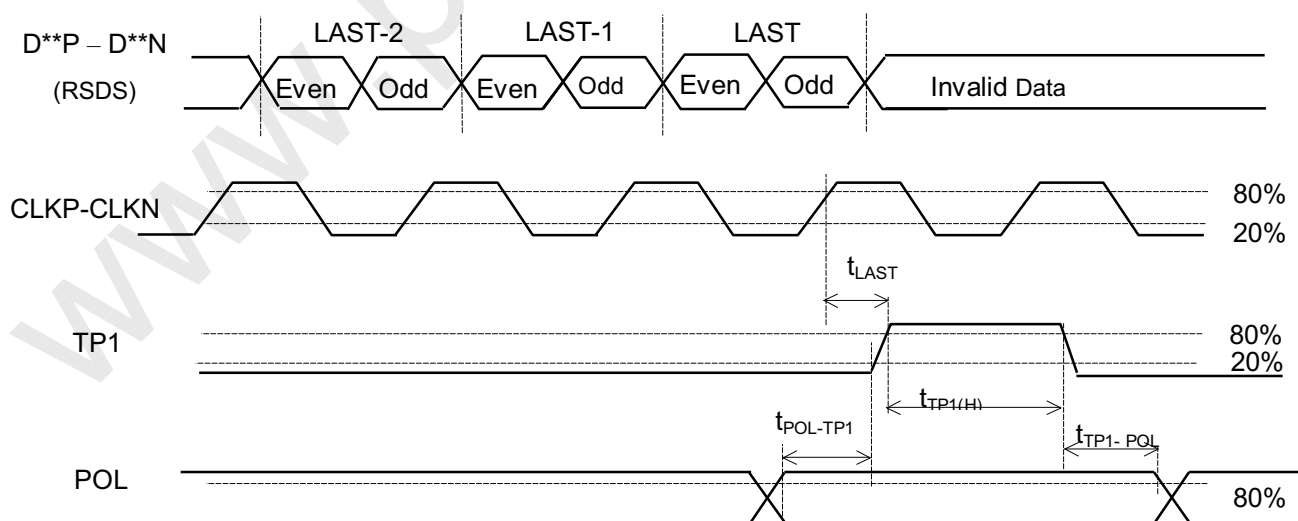 D**P – D**N
(RSDS)
LAST-2 LAST-1 LAST
Even Odd Even Odd Even Odd Invalid Data
CLKP-CLKN
80%
20%
tLAST
TP1
80%
20%
tTP1(H)
tPOL-TP1
tTP1- POL
POL
80%
www.p